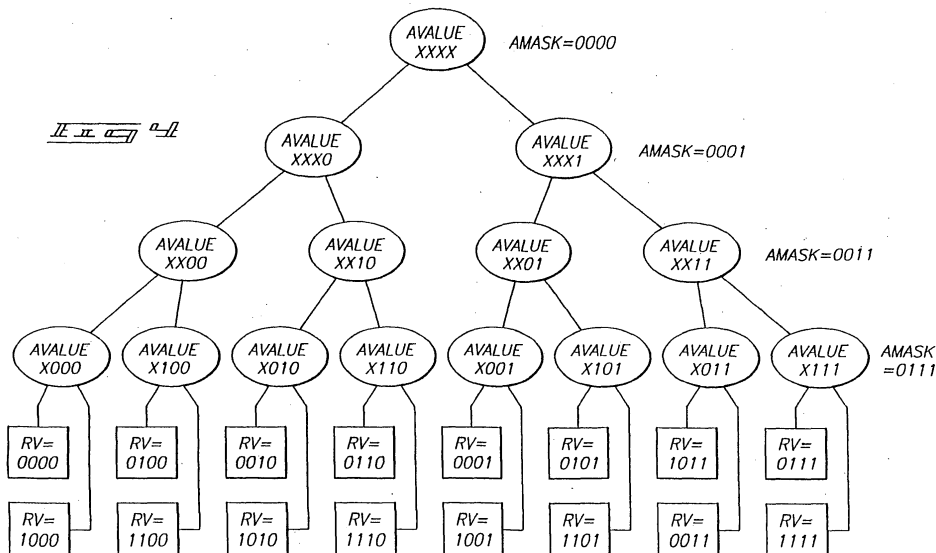 AVALUE
XXXX
AMASK=0000
Fig 4
AVALUE
XXX0
AVALUE
XXX1
AMASK=0001
AVALUE
XX00
AVALUE
XX10
AVALUE
XX01
AVALUE
XX11
AMASK=0011
AVALUE
X000
AVALUE
X100
AVALUE
X010
AVALUE
X110
AVALUE
X001
AVALUE
X101
AVALUE
X011
AVALUE
X111
AMASK
=0111
RV=
0000
RV=
0100
RV=
0010
RV=
0110
RV=
0001
RV=
0101
RV=
1011
RV=
0111
RV=
1000
RV=
1100
RV=
1010
RV=
1110
RV=
1001
RV=
1101
RV=
0011
RV=
1111